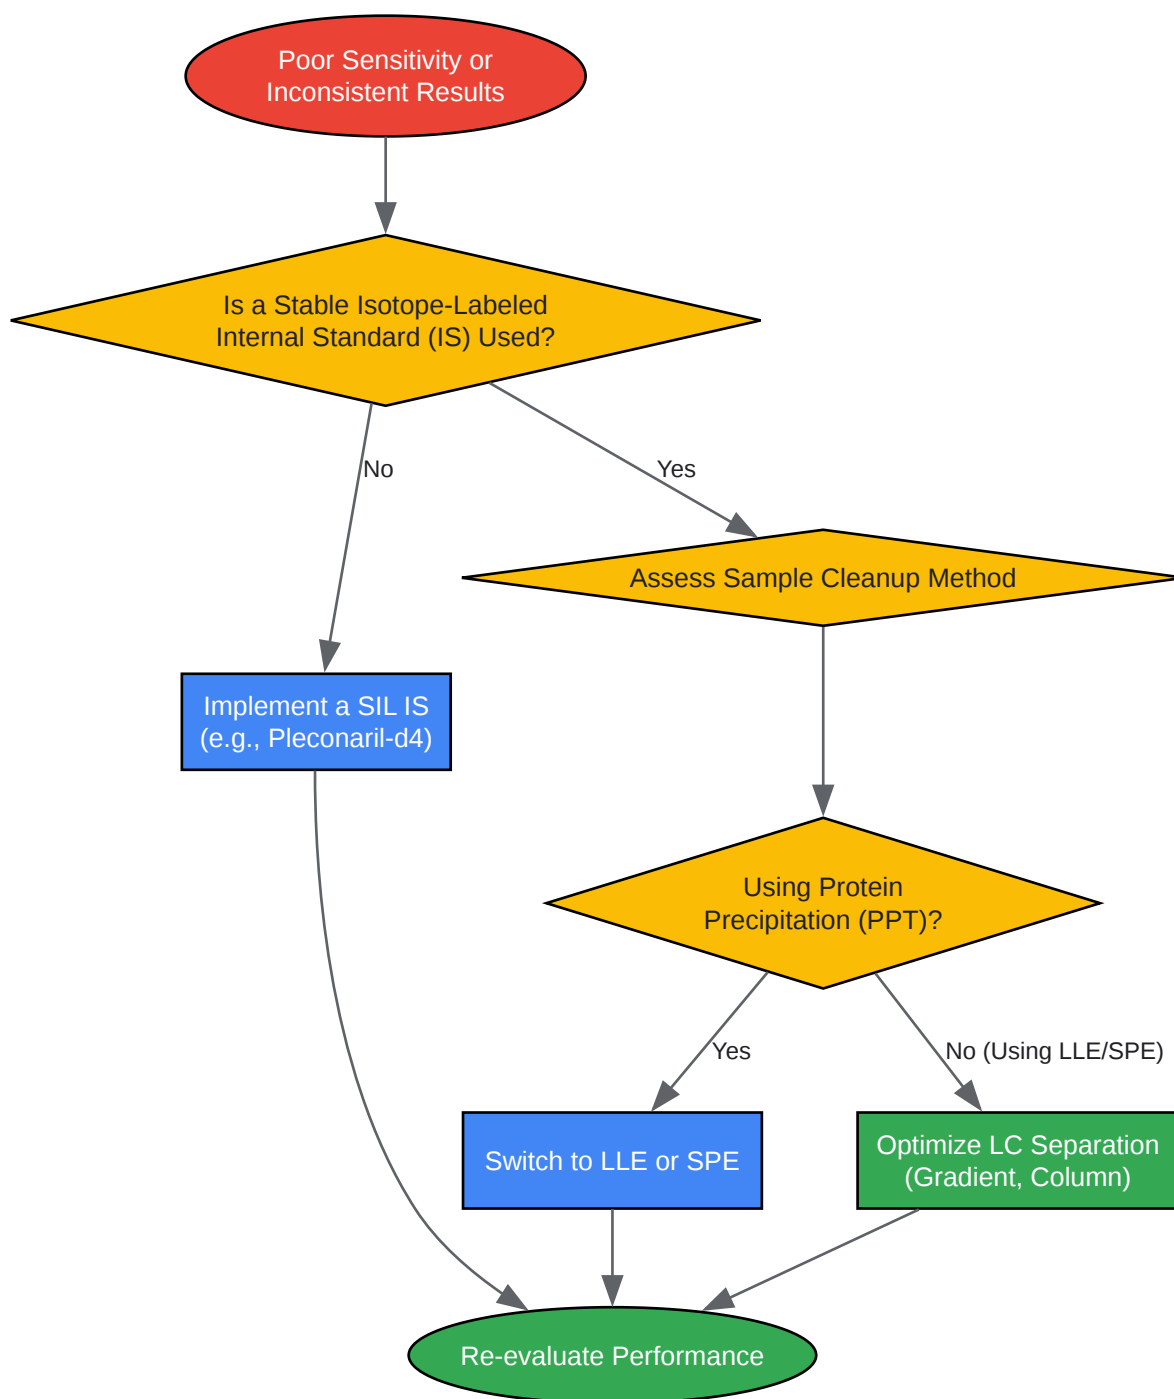 Poor Sensitivity or
Inconsistent Results
Is a Stable Isotope-Labeled
Internal Standard (IS) Used?
No
Yes
Assess Sample Cleanup Method
Implement a SIL IS
(e.g., Pleconaril-d4)
Using Protein
Precipitation (PPT)?
Yes
No (Using LLE/SPE)
Switch to LLE or SPE
Optimize LC Separation
(Gradient, Column)
Re-evaluate Performance